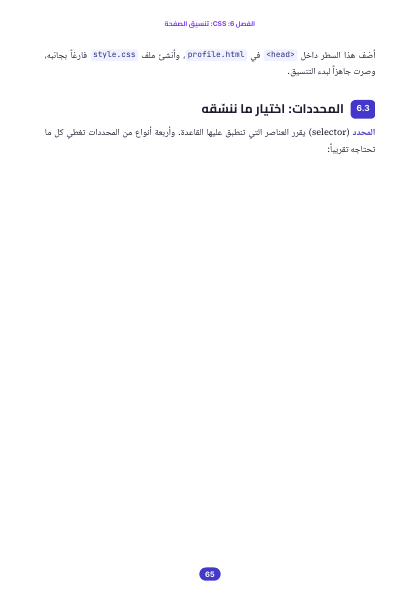 الفصل 6: CSS: تنسيق الصفحة
أضف هذا السطر داخل <head> في profile.html، وأنشئ ملف style.css فارغاً بجانبه،
وصرت جاهزاً لبدء التنسيق.
6.3 المحددات: اختيار ما ننسّقه
المحدد (selector) يقرر العناصر التي تنطبق عليها القاعدة. وأربعة أنواع من المحددات تغطي كل ما
تحتاجه تقريباً:
65